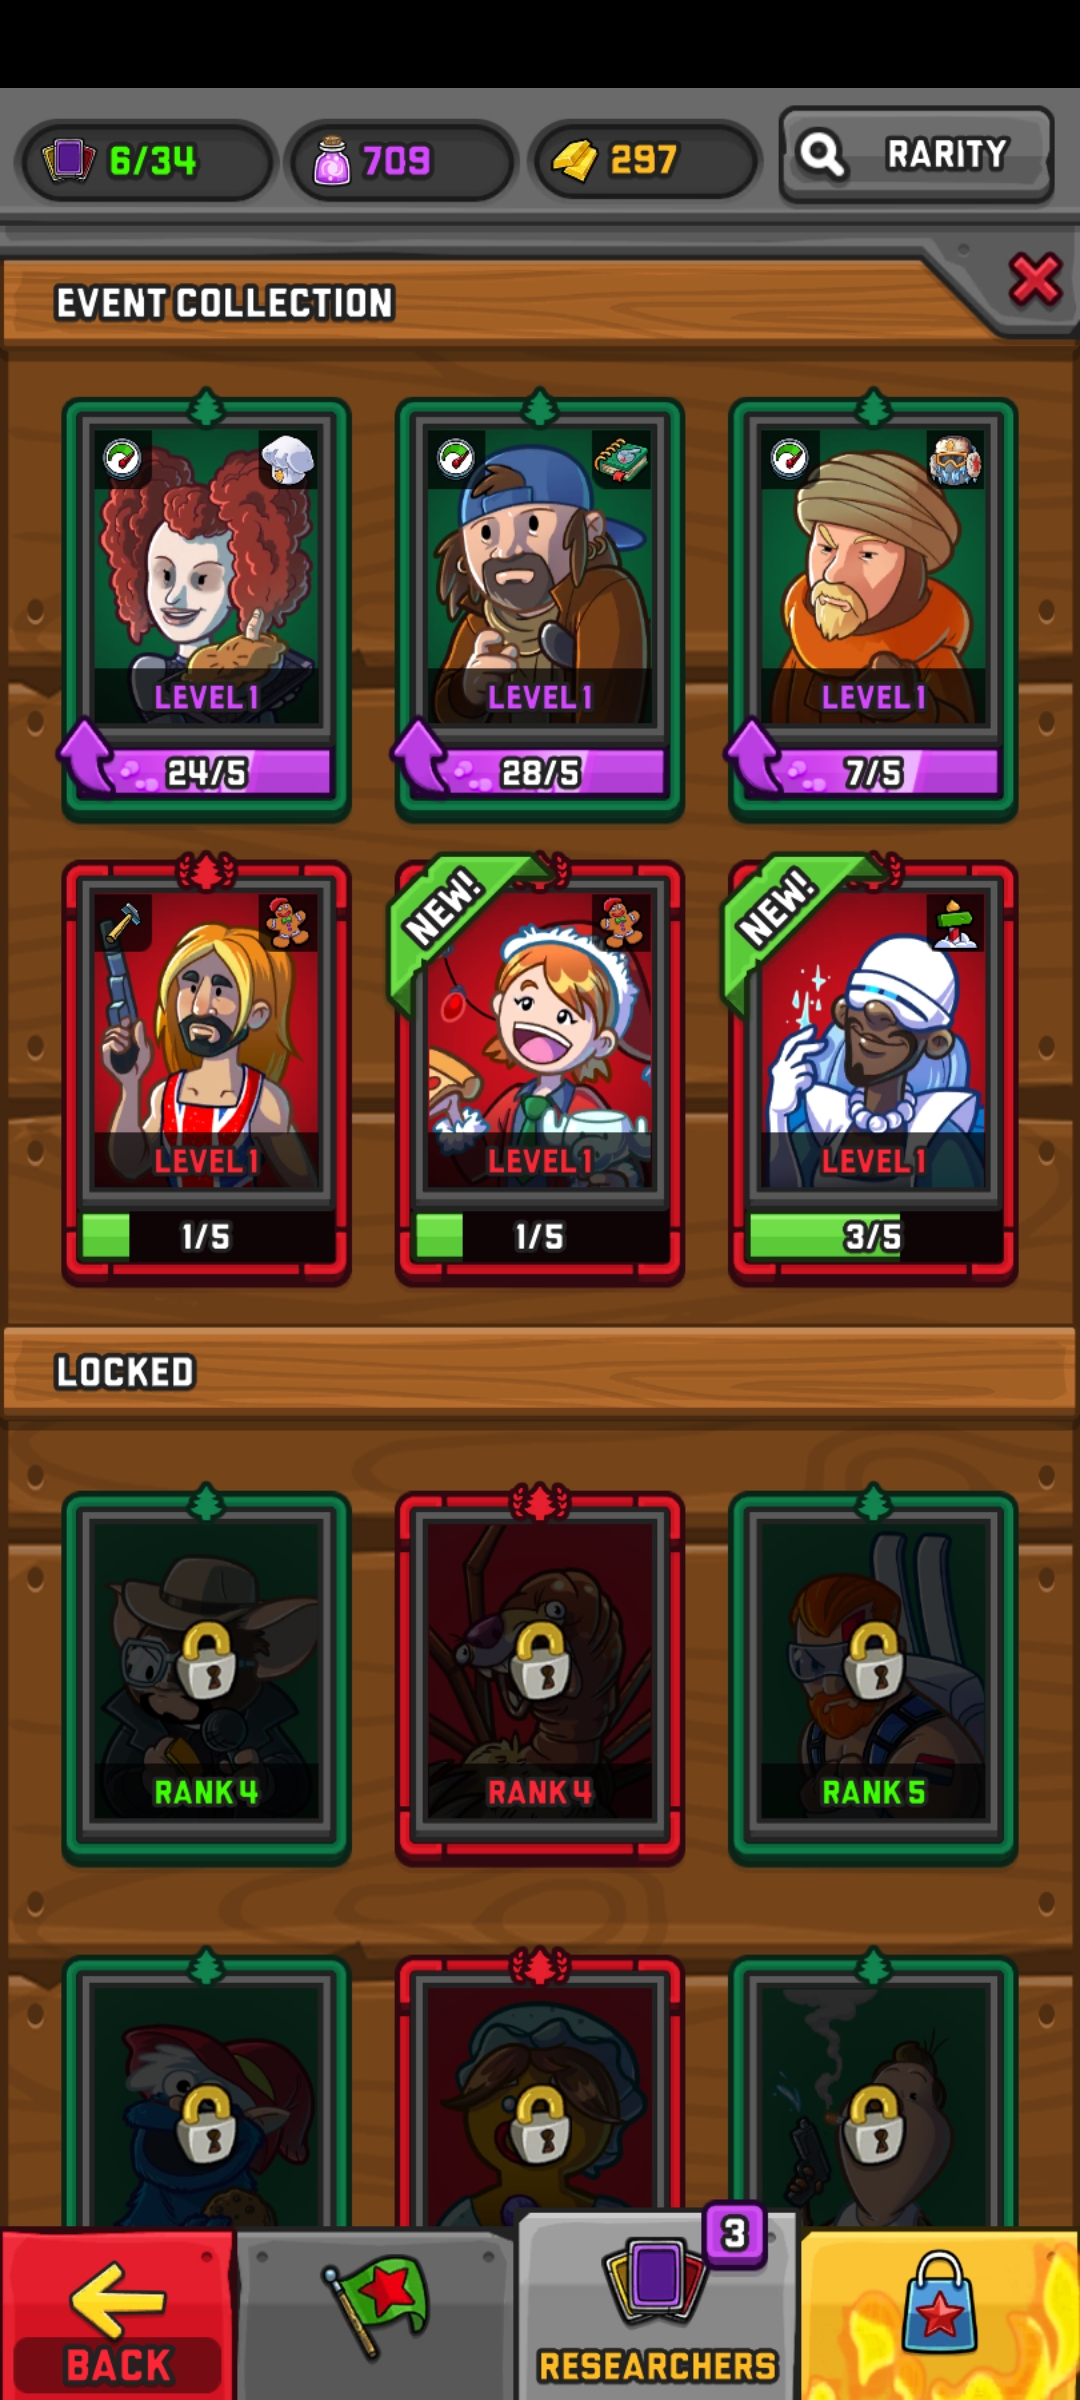 6/34 709 297 RARITY
EVENT COLLECTION
LEVEL 1 LEVEL 1 LEVEL 1
24/5 28/5 7/5
NEW! NEW!
LEVEL 1 LEVEL 1 LEVEL 1
1/5 1/5 3/5
LOCKED
RANK 4 RANK 4 RANK 5
3
BACK RESEARCHERS